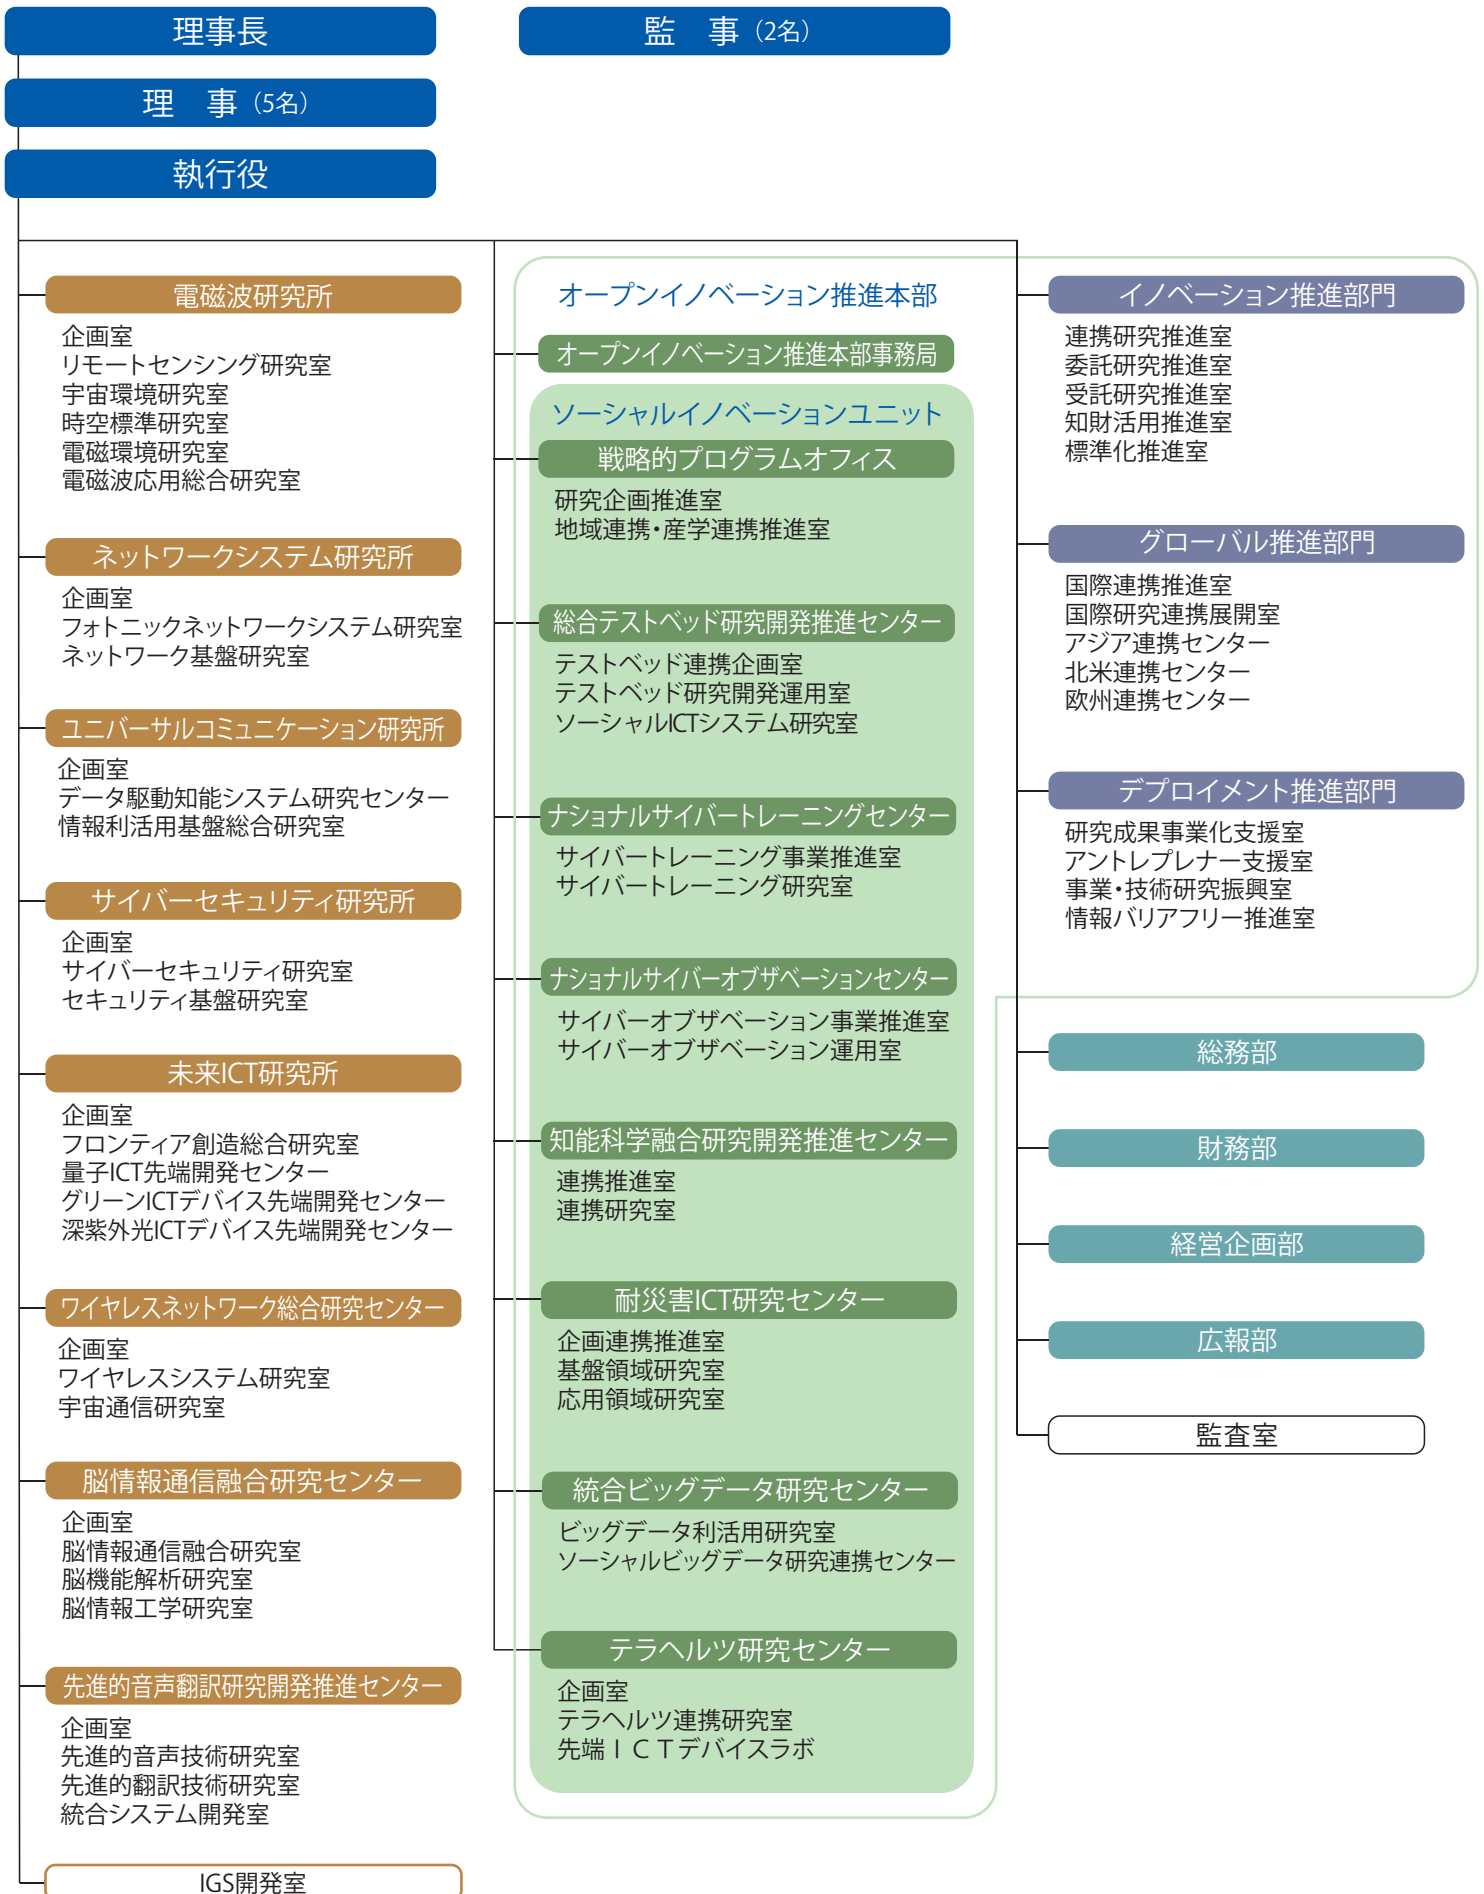 理事長
監　事（2名）
理　事（5名）
執行役
電磁波研究所
企画室
リモートセンシング研究室
宇宙環境研究室
時空標準研究室
電磁環境研究室
電磁波応用総合研究室
ネットワークシステム研究所
企画室
フォトニックネットワークシステム研究室
ネットワーク基盤研究室
ユニバーサルコミュニケーション研究所
企画室
データ駆動知能システム研究センター
情報利活用基盤総合研究室
サイバーセキュリティ研究所
企画室
サイバーセキュリティ研究室
セキュリティ基盤研究室
未来ICT研究所
企画室
フロンティア創造総合研究室
量子ICT先端開発センター
グリーンICTデバイス先端開発センター
深紫外光ICTデバイス先端開発センター
ワイヤレスネットワーク総合研究センター
企画室
ワイヤレスシステム研究室
宇宙通信研究室
脳情報通信融合研究センター
企画室
脳情報通信融合研究室
脳機能解析研究室
脳情報工学研究室
先進的音声翻訳研究開発推進センター
企画室
先進的音声技術研究室
先進的翻訳技術研究室
統合システム開発室
IGS開発室
オープンイノベーション推進本部
オープンイノベーション推進本部事務局
ソーシャルイノベーションユニット
戦略的プログラムオフィス
研究企画推進室
地域連携・産学連携推進室
総合テストベッド研究開発推進センター
テストベッド連携企画室
テストベッド研究開発運用室
ソーシャルICTシステム研究室
ナショナルサイバートレーニングセンター
サイバートレーニング事業推進室
サイバートレーニング研究室
ナショナルサイバーオブザベーションセンター
サイバーオブザベーション事業推進室
サイバーオブザベーション運用室
知能科学融合研究開発推進センター
連携推進室
連携研究室
耐災害ICT研究センター
企画連携推進室
基盤領域研究室
応用領域研究室
統合ビッグデータ研究センター
ビッグデータ利活用研究室
ソーシャルビッグデータ研究連携センター
テラヘルツ研究センター
企画室
テラヘルツ連携研究室
先端ＩＣＴデバイスラボ
イノベーション推進部門
連携研究推進室
委託研究推進室
受託研究推進室
知財活用推進室
標準化推進室
グローバル推進部門
国際連携推進室
国際研究連携展開室
アジア連携センター
北米連携センター
欧州連携センター
デプロイメント推進部門
研究成果事業化支援室
アントレプレナー支援室
事業・技術研究振興室
情報バリアフリー推進室
総務部
財務部
経営企画部
広報部
監査室